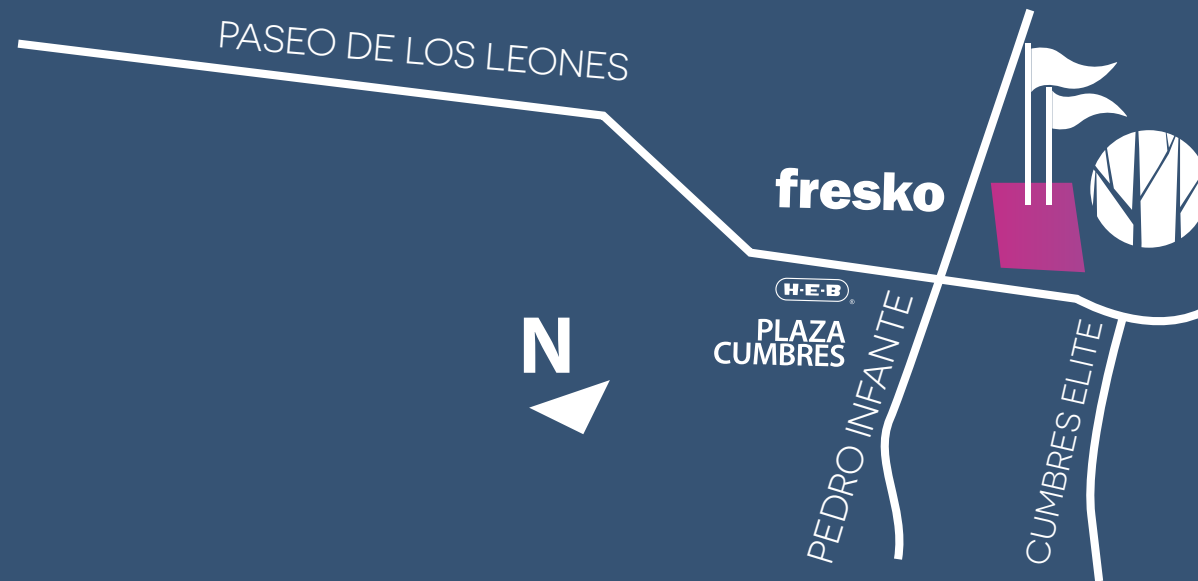 PASEO DE LOS LEONES
fresko
H-E-B®
PLAZA
CUMBRES
N
PEDRO INFANTE
CUMBRES ELITE